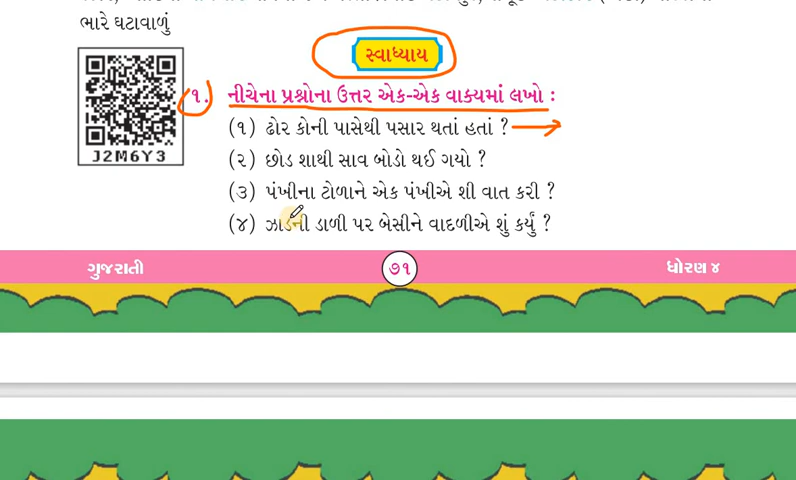 ભારે ઘટાવાળું
સ્વાધ્યાય
૧. નીચેના પ્રશ્નોના ઉત્તર એક-એક વાક્યમાં લખો :
(૧) ઢોર કોની પાસેથી પસાર થતાં હતાં ?
(૨) છોડ શાથી સાવ બોડો થઈ ગયો ?
(૩) પંખીના ટોળાને એક પંખીએ શી વાત કરી ?
(૪) ઝાડની ડાળી પર બેસીને વાદળીએ શું કર્યું ?
J2M6Y3
ગુજરાતી
૭૧
ધોરણ ૪